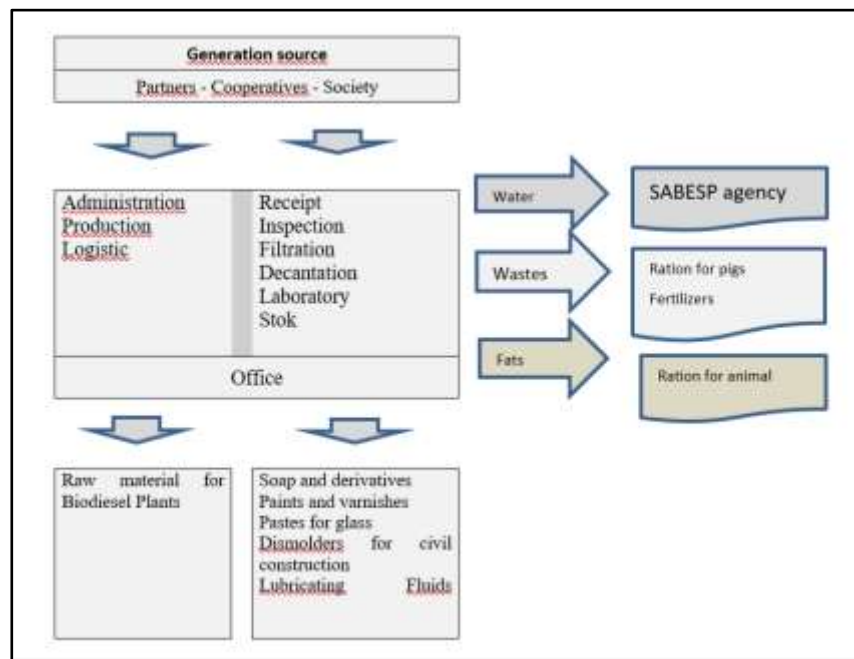 Generation source
Partners - Cooperatives - Society
Administration
Production
Logistic
Receipt
Inspection
Filtration
Decantation
Laboratory
Stok
Office
Water
SABESP agency
Wastes
Ration for pigs
Fertilizers
Fats
Ration for animal
Raw material for
Biodiesel Plants
Soap and derivatives
Paints and varnishes
Pastes for glass
Dismolders for civil
construction
Lubricating Fluids